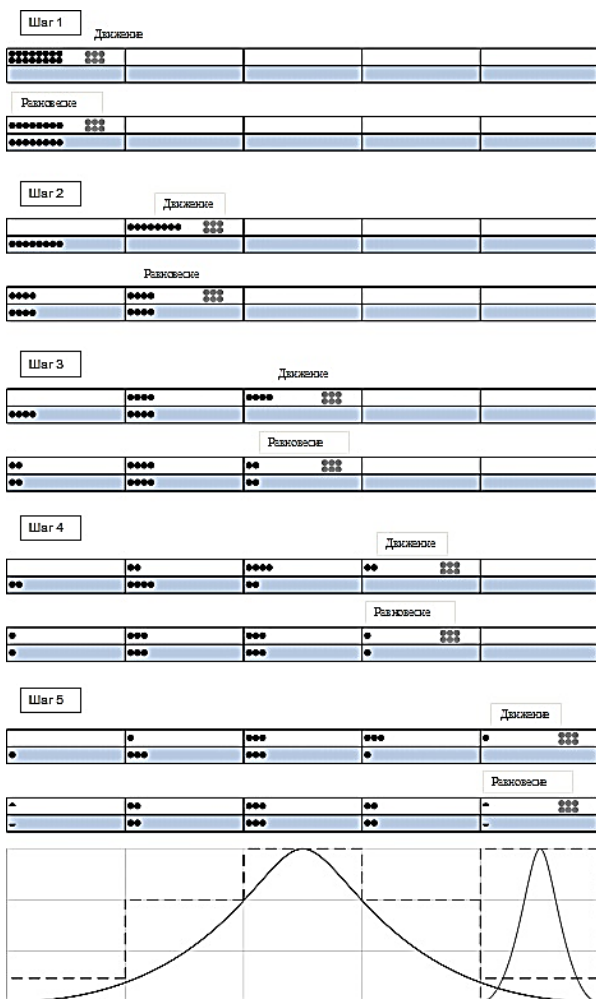 Шаг 1
Движение
Равновесие
Шаг 2
Движение
Равновесие
Шаг 3
Движение
Равновесие
Шаг 4
Движение
Равновесие
Шаг 5
Движение
Равновесие